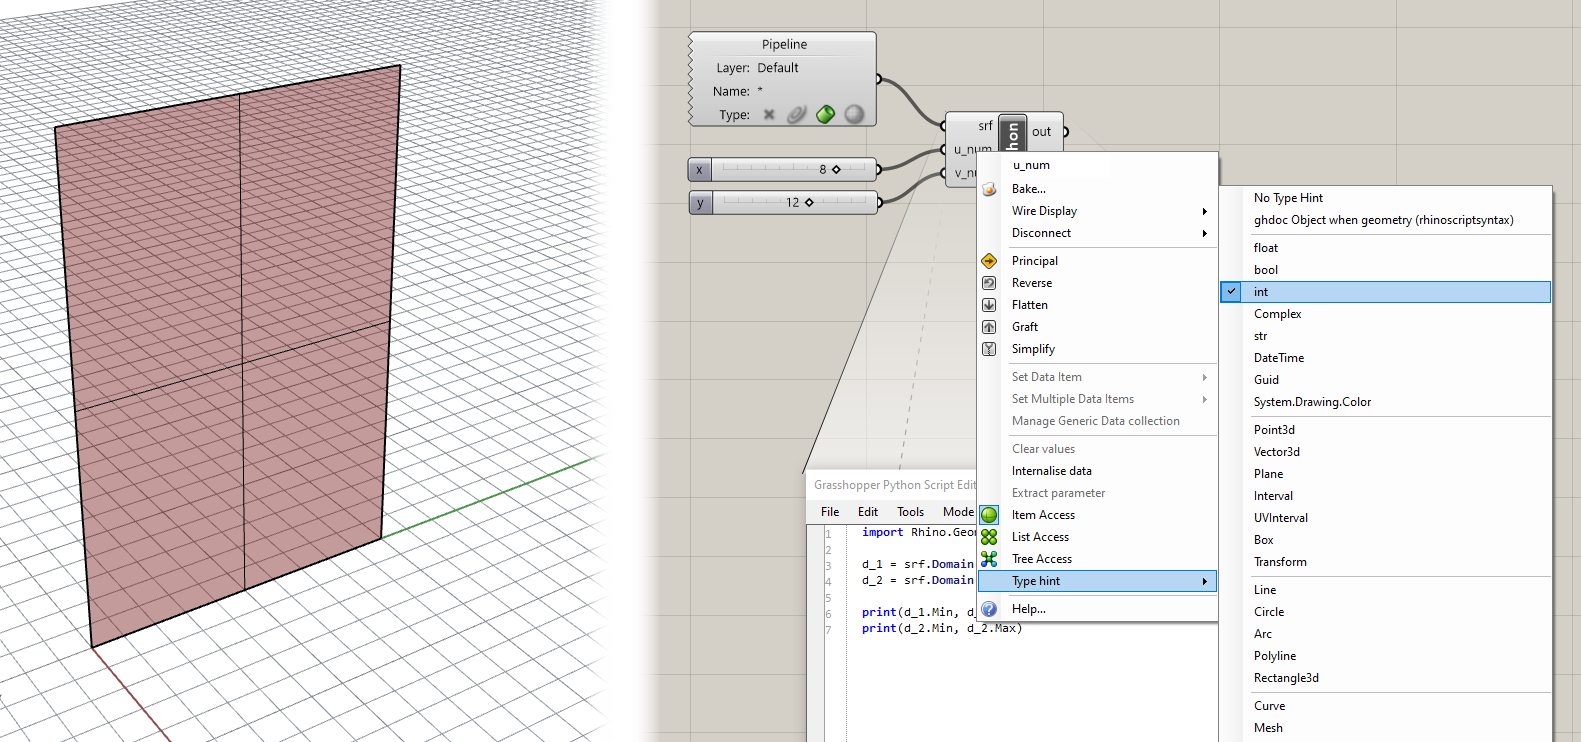 Pipeline
Layer: Default
Name: *
Type:
srf
out
u_num
x
8
y
12
u_num
Bake...
Wire Display
Disconnect
Principal
Reverse
Flatten
Graft
Simplify
Set Data Item
Set Multiple Data Items
Manage Generic Data collection
Clear values
Internalise data
Extract parameter
Item Access
List Access
Tree Access
Type hint
Help...
No Type Hint
ghdoc Object when geometry (rhinoscriptsyntax)
float
bool
int
Complex
str
DateTime
Guid
System.Drawing.Color
Point3d
Vector3d
Plane
Interval
UVInterval
Box
Transform
Line
Circle
Arc
Polyline
Rectangle3d
Curve
Mesh
Grasshopper Python Script Edit
File Edit Tools Mode
1 import Rhino.Geo
2
3 d_1 = srf.Domain
4 d_2 = srf.Domain
5
6 print(d_1.Min, d_
7 print(d_2.Min, d_2.Max)